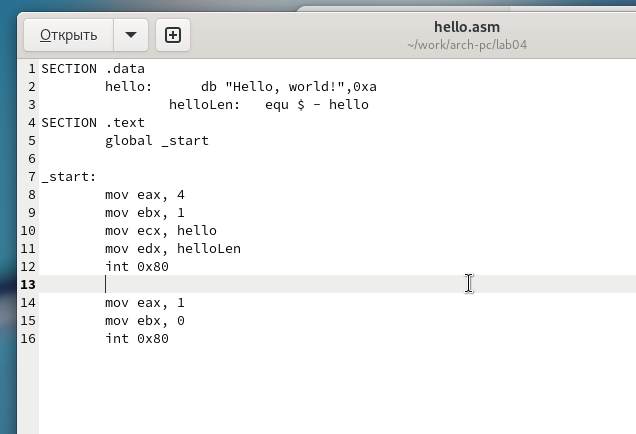 Открыть
hello.asm
~/work/arch-pc/lab04
1 SECTION .data
2 hello: db "Hello, world!",0xa
3 helloLen: equ $ - hello
4 SECTION .text
5 global _start
6
7 _start:
8 mov eax, 4
9 mov ebx, 1
10 mov ecx, hello
11 mov edx, helloLen
12 int 0x80
13
14 mov eax, 1
15 mov ebx, 0
16 int 0x80